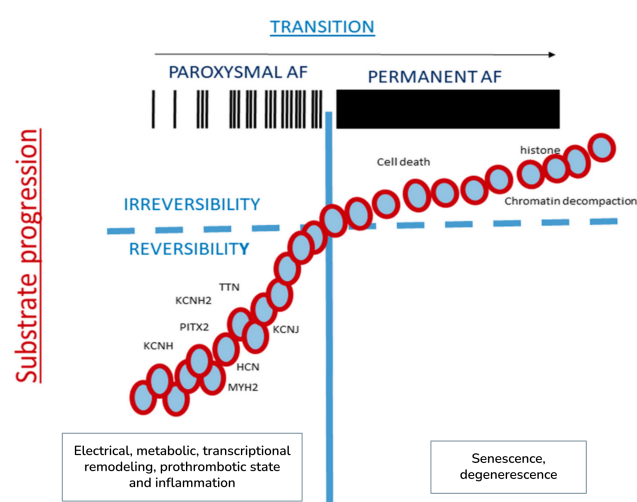 TRANSITION
PAROXYSMAL AF
PERMANENT AF
Substrate progression
Cell death
histone
Chromatin decompaction
IRREVERSIBILITY
REVERSIBILITY
TTN
KCNH2
PITX2
KCNJ
KCNH
HCN
MYH2
Electrical, metabolic, transcriptional
remodeling, prothrombotic state
and inflammation
Senescence,
degenerescence